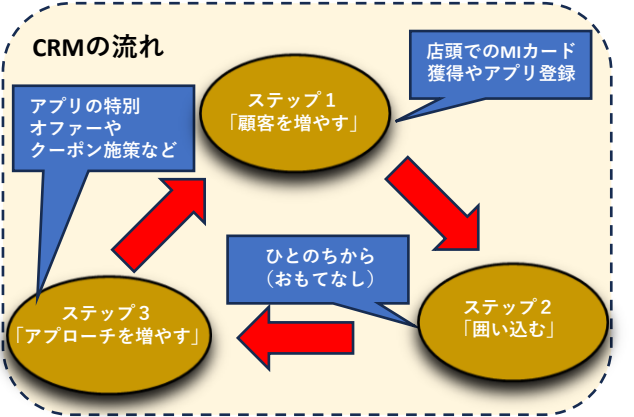 CRMの流れ
店頭でのMIカード
獲得やアプリ登録
ステップ１
「顧客を増やす」
アプリの特別
オファーや
クーポン施策など
ひとのちから
（おもてなし）
ステップ２
「囲い込む」
ステップ３
「アプローチを増やす」